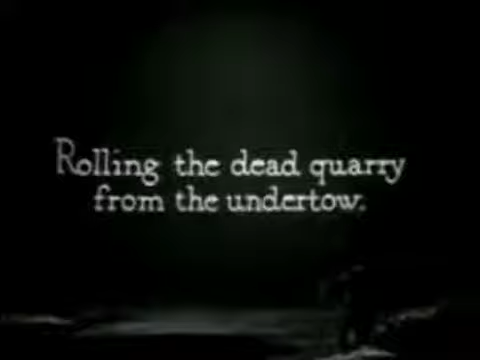 Rolling the dead quarry
from the undertow.